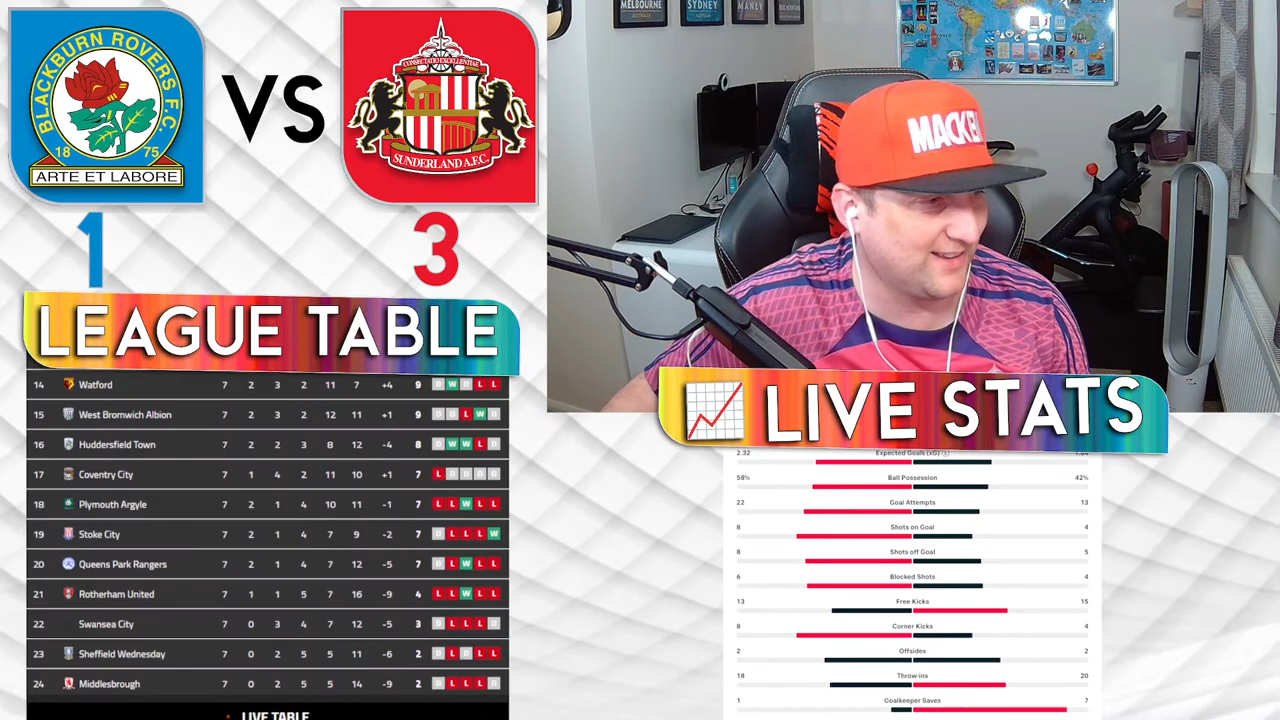 BLACKBURN ROVERS F.C.
18 75
ARTE ET LABORE
VS
CONSECTATIO EXCELLENTIAE
SUNDERLAND A.F.C.
1 3
MELBOURNE
AUSTRALIA
SYDNEY
MANLY
BLUE MOUNTAINS
MACKEM
LEAGUE TABLE
14 Watford 7 2 3 2 11 7 +4 9 D W D L L
15 West Bromwich Albion 7 2 3 2 12 11 +1 9 D D L W D
16 Huddersfield Town 7 2 2 3 8 12 -4 8 D W W L D
17 Coventry City 7 1 4 2 11 10 +1 7 L D D D D
18 Plymouth Argyle 7 2 1 4 10 11 -1 7 L L W L L
19 Stoke City 7 2 1 4 7 9 -2 7 D L L L W
20 Queens Park Rangers 7 2 1 4 7 12 -5 7 D L W L L
21 Rotherham United 7 1 1 5 7 16 -9 4 L L W L L
22 Swansea City 7 0 3 4 7 12 -5 3 D L L L D
23 Sheffield Wednesday 7 0 2 5 5 11 -6 2 D L D L L
24 Middlesbrough 7 0 2 5 5 14 -9 2 L L L L D
LIVE TABLE
LIVE STATS
2.32 Expected Goals (xG) 1.84
58% Ball Possession 42%
22 Goal Attempts 13
8 Shots on Goal 4
8 Shots off Goal 5
6 Blocked Shots 4
13 Free Kicks 15
8 Corner Kicks 4
2 Offsides 2
18 Throw-ins 20
1 Goalkeeper Saves 7